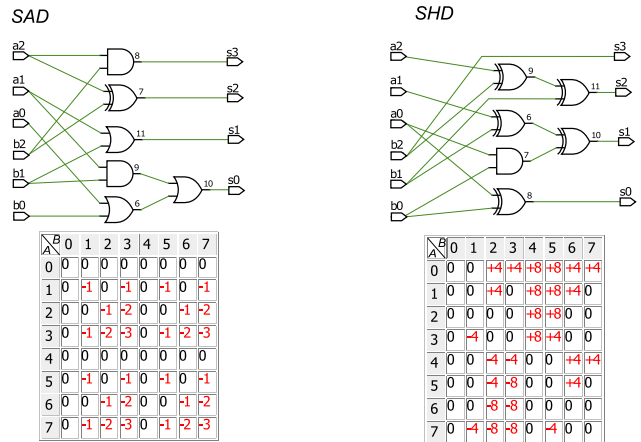 SAD
a2
8
s3
7
s2
a1
a0
11
s1
b2
9
b1
10
s0
b0
6
A B 0 1 2 3 4 5 6 7
0 0 0 0 0 0 0 0 0
1 0 -1 0 -1 0 -1 0 -1
2 0 0 -1 -2 0 0 -1 -2
3 0 -1 -2 -3 0 -1 -2 -3
4 0 0 0 0 0 0 0 0
5 0 -1 0 -1 0 -1 0 -1
6 0 0 -1 -2 0 0 -1 -2
7 0 -1 -2 -3 0 -1 -2 -3
SHD
a2
s3
9
a1
11
s2
a0
6
10
s1
b2
7
b1
8
s0
b0
A B 0 1 2 3 4 5 6 7
0 0 0 +4 +4 +8 +8 +4 +4
1 0 0 +4 0 +8 +8 +4 0
2 0 0 0 0 +8 +8 0 0
3 0 -4 0 0 +8 +4 0 0
4 0 0 -4 -4 0 0 +4 +4
5 0 0 -4 -8 0 0 +4 0
6 0 0 -8 -8 0 0 0 0
7 0 -4 -8 -8 0 -4 0 0